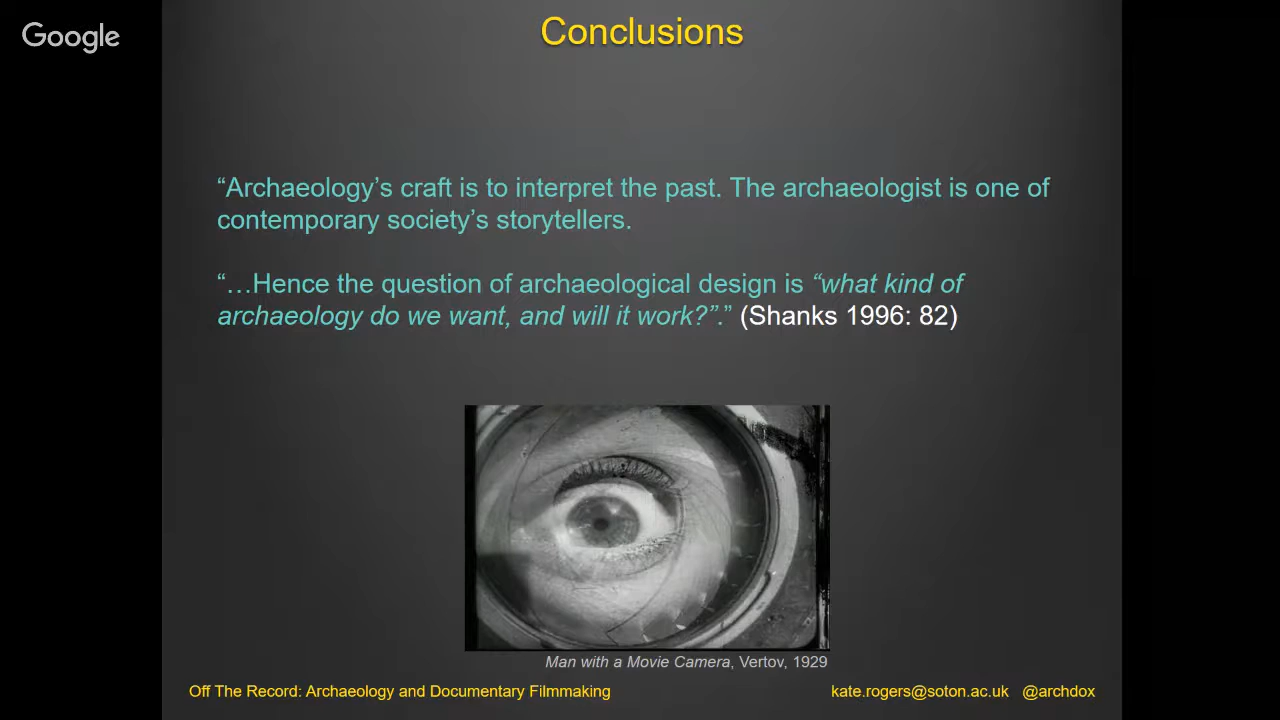 Google
Conclusions
“Archaeology’s craft is to interpret the past. The archaeologist is one of
contemporary society’s storytellers.
“…Hence the question of archaeological design is “what kind of
archaeology do we want, and will it work?”.” (Shanks 1996: 82)
Man with a Movie Camera, Vertov, 1929
Off The Record: Archaeology and Documentary Filmmaking
kate.rogers@soton.ac.uk @archdox